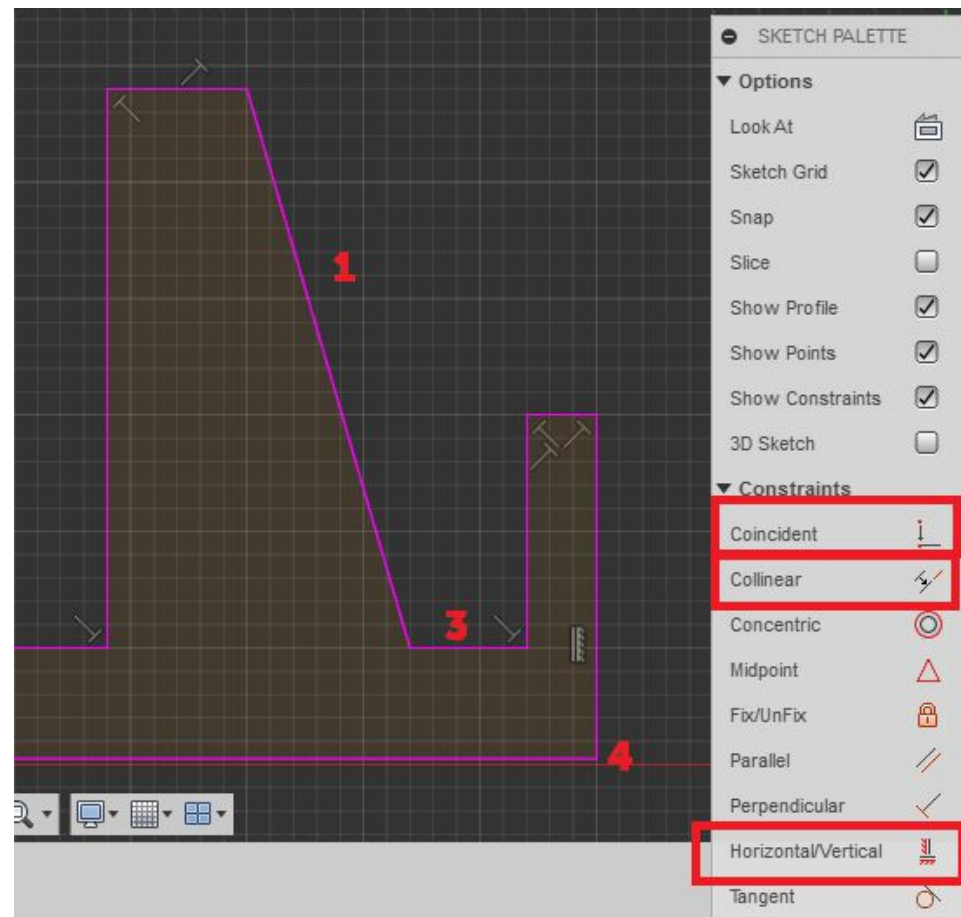 SKETCH PALETTE
Options
Look At
Sketch Grid
Snap
Slice
Show Profile
Show Points
Show Constraints
3D Sketch
Constraints
Coincident
Collinear
Concentric
Midpoint
Fix/UnFix
Parallel
Perpendicular
Horizontal/Vertical
Tangent
1
3
4